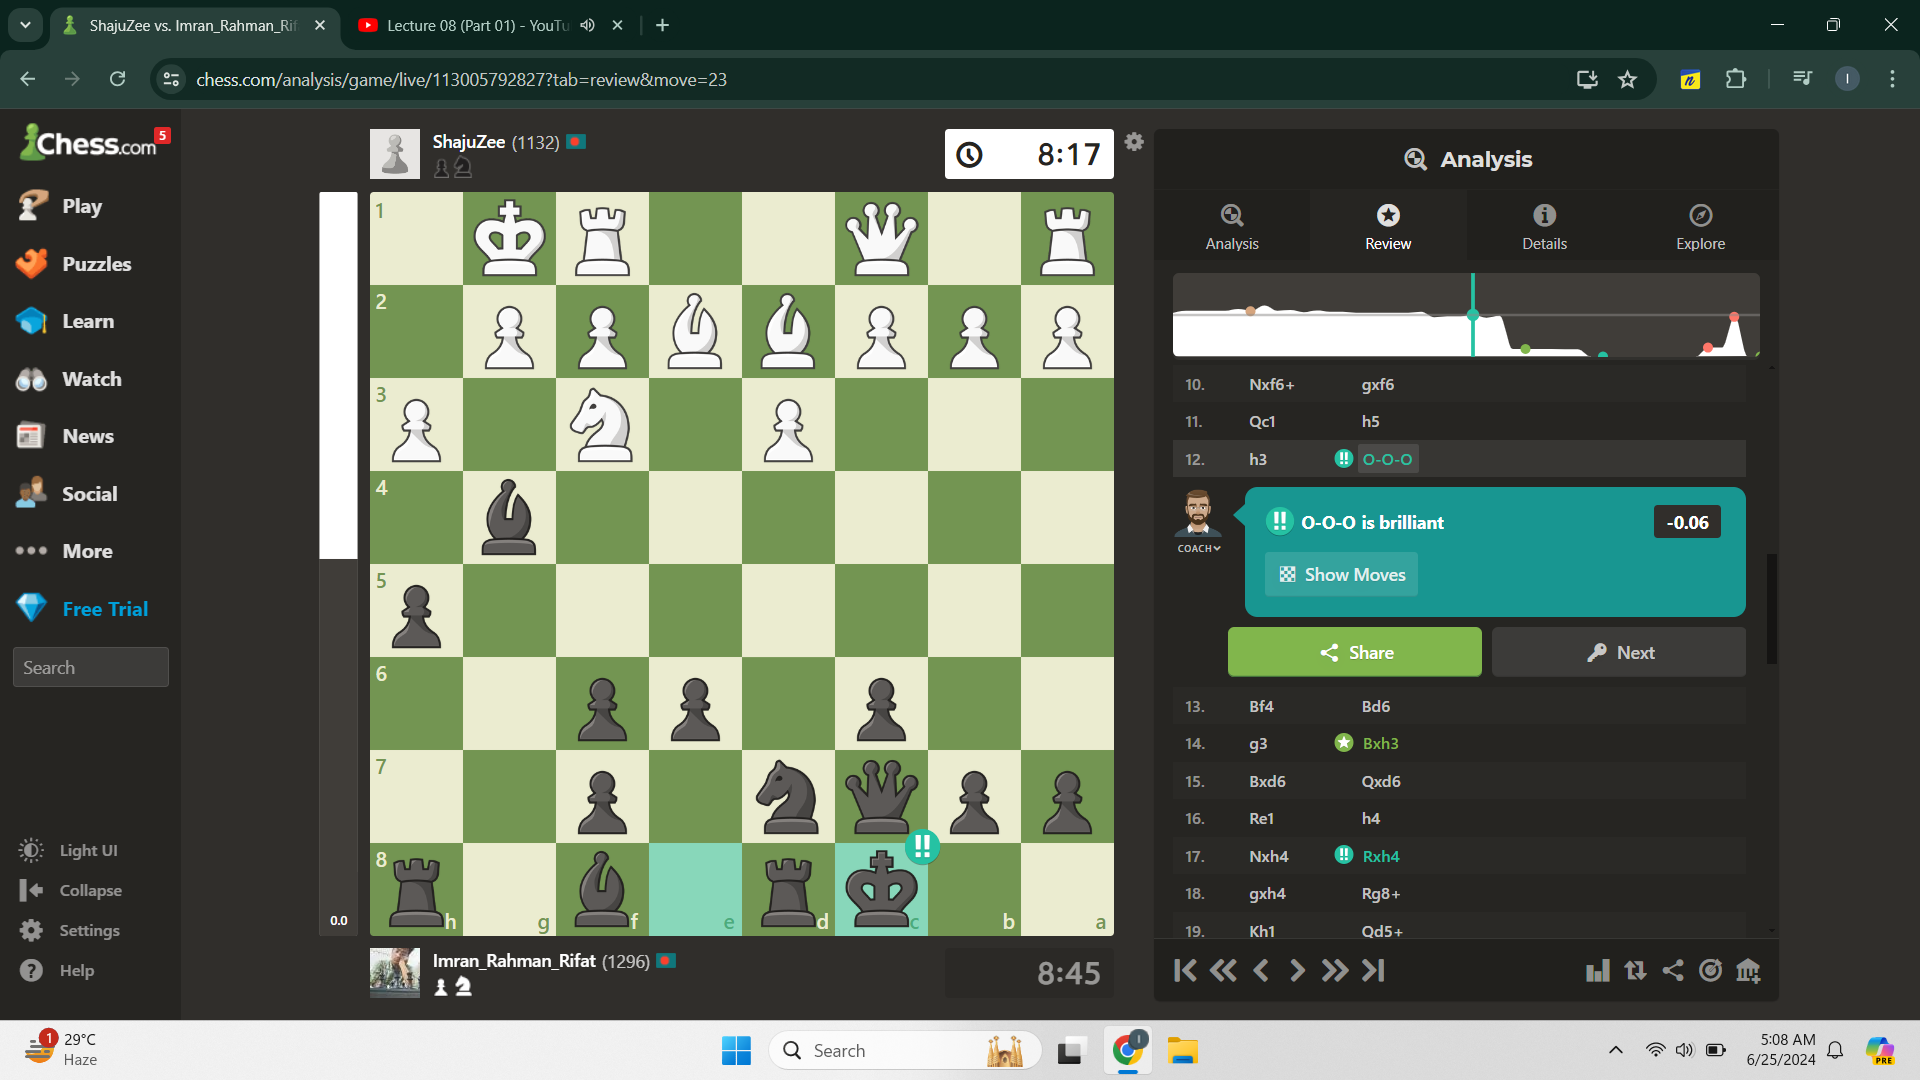 ShajuZee vs. Imran_Rahman_Rif
Lecture 08 (Part 01) - YouTu
chess.com/analysis/game/live/113005792827?tab=review&move=23
I
Chess.com
5
Play
Puzzles
Learn
Watch
News
Social
More
Free Trial
Search
Light UI
Collapse
Settings
Help
ShajuZee (1132)
8:17
1
2
3
4
5
6
7
8
h
g
f
e
d
c
b
a
!!
0.0
Imran_Rahman_Rifat (1296)
8:45
Analysis
Analysis
Review
Details
Explore
10. Nxf6+ gxf6
11. Qc1 h5
12. h3 !! O-O-O
COACH
!! O-O-O is brilliant
-0.06
Show Moves
Share
Next
13. Bf4 Bd6
14. g3 Bxh3
15. Bxd6 Qxd6
16. Re1 h4
17. Nxh4 !! Rxh4
18. gxh4 Rg8+
19. Kh1 Qd5+
1
29°C
Haze
Search
I
5:08 AM
6/25/2024
PRE